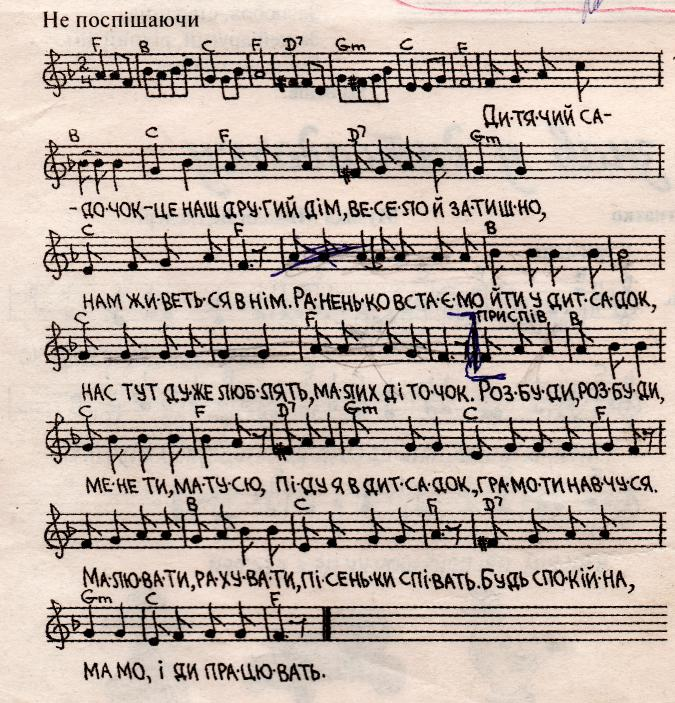 Не поспішаючи
F B C F D7 Gm C F
2
4
ДИ-ТЯ-ЧИЙ СА-
B C F D7 Gm
-ДО-ЧОК-ЦЕ НАШ ДРУ-ГИЙ ДІМ, ВЕ-СЕ-ЛО Й ЗА-ТИШ-НО,
C F B
НАМ ЖИ-ВЕТЬ-СЯ В НІМ. РА-НЕНЬ-КО ВСТА-Є-МО ЙТИ У ДИТ-СА-ДОК,
C F ПРИСПІВ B
НАС ТУТ ДУ-ЖЕ ЛЮБ-ЛЯТЬ, МА-ЛИХ ДІ ТО-ЧОК. РОЗ-БУ-ДИ, РОЗ-БУ-ДИ,
C F D7 Gm C F
МЕ-НЕ ТИ, МА-ТУ-СЮ, ПІ-ДУ Я В ДИТ-СА-ДОК, ГРА-МО-ТИ НАВ-ЧУ-СЯ.
B C F D7
МА-ЛЮ-ВА-ТИ, РА-ХУ-ВА-ТИ, ПІ-СЕНЬ-КИ СПІ-ВАТЬ. БУДЬ СПО-КІЙ-НА,
Gm C F
МА МО, І ДИ ПРА-ЦЮ-ВАТЬ.